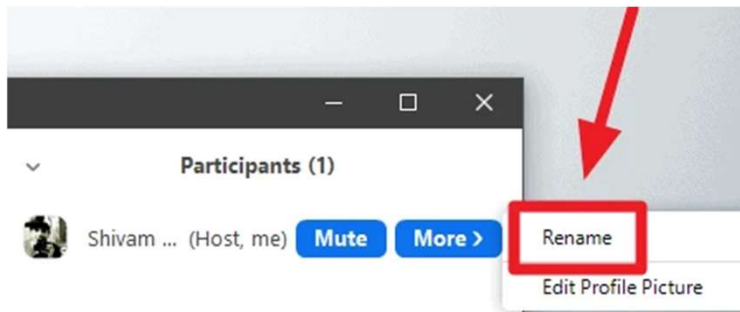 Participants (1)
Shivam ... (Host, me) Mute More > Rename
Edit Profile Picture